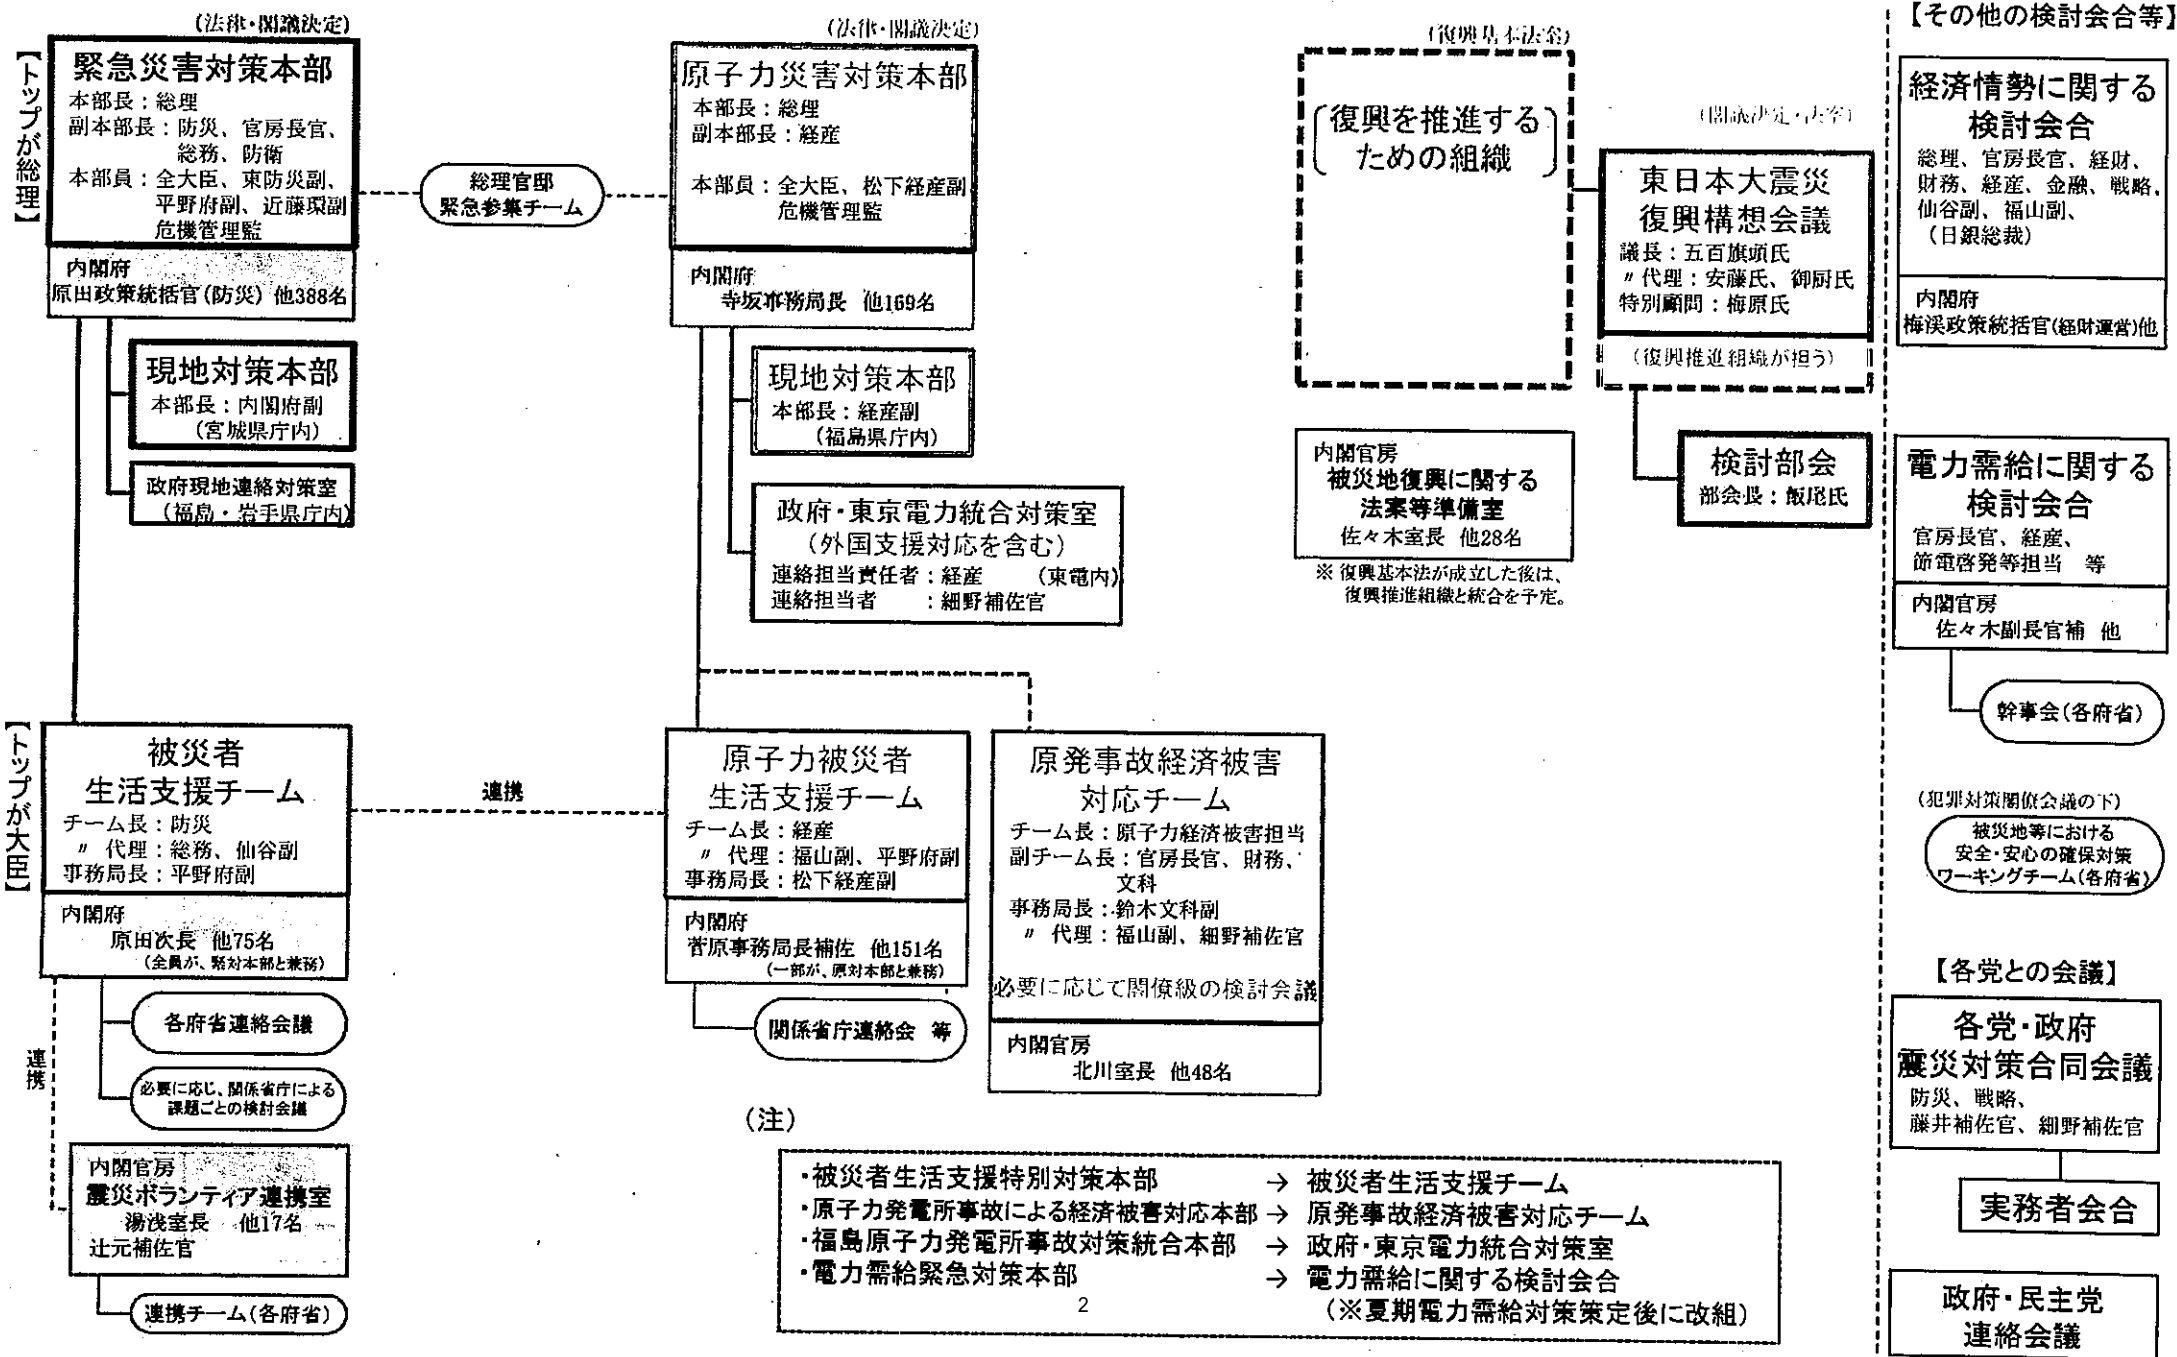 (法律・閣議決定)
【トップが総理】
緊急災害対策本部
本部長：総理
副本部長：防災、官房長官、
総務、防衛
本部員：全大臣、東防災副、
平野府副、近藤環副
危機管理監
内閣府
原田政策統括官(防災) 他388名
現地対策本部
本部長：内閣府副
(宮城県庁内)
政府現地連絡対策室
(福島・岩手県庁内)
総理官邸
緊急参集チーム
(法律・閣議決定)
原子力災害対策本部
本部長：総理
副本部長：経産
本部員：全大臣、松下経産副
危機管理監
内閣府
寺坂事務局長 他169名
現地対策本部
本部長：経産副
(福島県庁内)
政府・東京電力統合対策室
(外国支援対応を含む)
連絡担当責任者：経産 (東電内)
連絡担当者 ：細野補佐官
(復興基本法案)
〔復興を推進する
ための組織〕
(閣議決定・法案)
東日本大震災
復興構想会議
議長：五百旗頭氏
〃代理：安藤氏、御厨氏
特別顧問：梅原氏
(復興推進組織が担う)
検討部会
部会長：飯尾氏
内閣官房
被災地復興に関する
法案等準備室
佐々木室長 他28名
※ 復興基本法が成立した後は、
復興推進組織と統合を予定。
【トップが大臣】
被災者
生活支援チーム
チーム長：防災
〃 代理：総務、仙谷副
事務局長：平野府副
内閣府
原田次長 他75名
(全員が、緊対本部と兼務)
各府省連絡会議
必要に応じ、関係省庁による
課題ごとの検討会議
連携
内閣官房
震災ボランティア連携室
湯浅室長 他17名
辻元補佐官
連携チーム(各府省)
連携
原子力被災者
生活支援チーム
チーム長：経産
〃 代理：福山副、平野府副
事務局長：松下経産副
内閣府
菅原事務局長補佐 他151名
(一部が、原対本部と兼務)
関係省庁連絡会 等
原発事故経済被害
対応チーム
チーム長：原子力経済被害担当
副チーム長：官房長官、財務、
文科
事務局長：鈴木文科副
〃 代理：福山副、細野補佐官
必要に応じて閣僚級の検討会議
内閣官房
北川室長 他48名
(注)
・被災者生活支援特別対策本部 → 被災者生活支援チーム
・原子力発電所事故による経済被害対応本部 → 原発事故経済被害対応チーム
・福島原子力発電所事故対策統合本部 → 政府・東京電力統合対策室
・電力需給緊急対策本部 → 電力需給に関する検討会合
(※夏期電力需給対策策定後に改組)
2
【その他の検討会合等】
経済情勢に関する
検討会合
総理、官房長官、経財、
財務、経産、金融、戦略、
仙谷副、福山副、
(日銀総裁)
内閣府
梅溪政策統括官(経財運営)他
電力需給に関する
検討会合
官房長官、経産、
節電啓発等担当 等
内閣官房
佐々木副長官補 他
幹事会(各府省)
(犯罪対策閣僚会議の下)
被災地等における
安全・安心の確保対策
ワーキングチーム(各府省)
【各党との会議】
各党・政府
震災対策合同会議
防災、戦略、
藤井補佐官、細野補佐官
実務者会合
政府・民主党
連絡会議